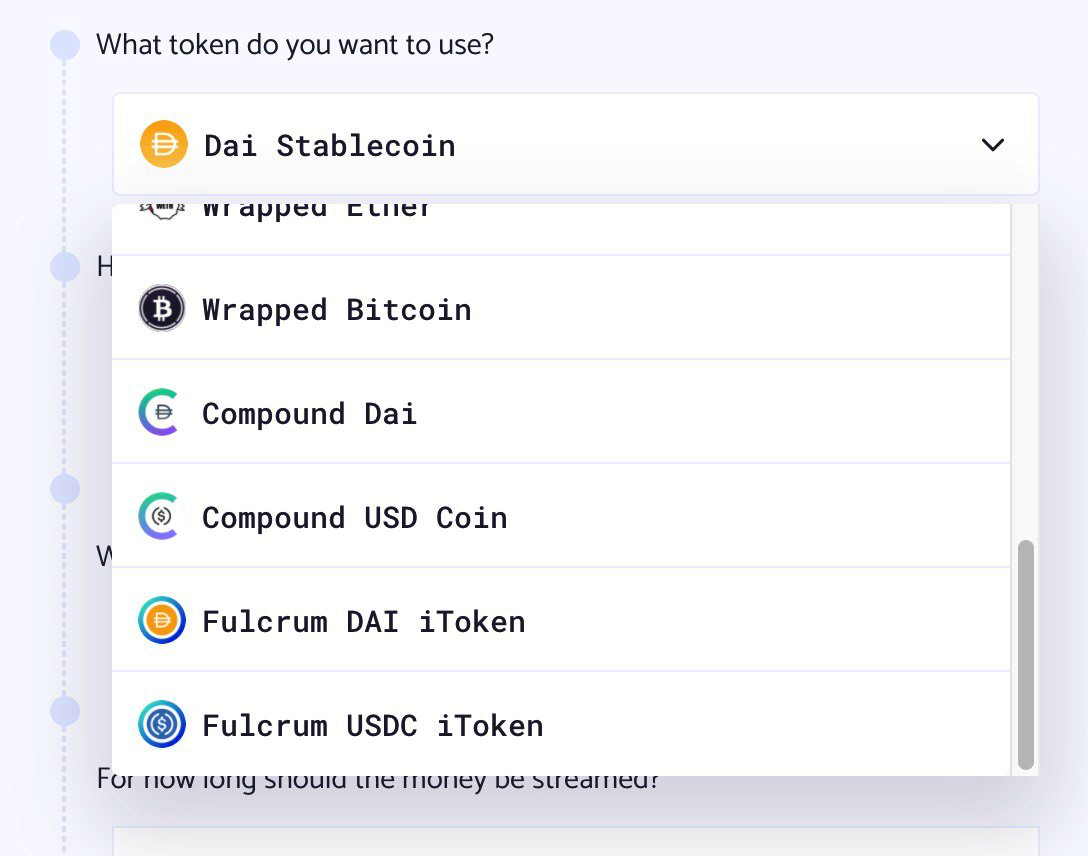 What token do you want to use?
Dai Stablecoin
Wrapped Ether
H
Wrapped Bitcoin
Compound Dai
Compound USD Coin
W
Fulcrum DAI iToken
Fulcrum USDC iToken
For how long should the money be streamed?